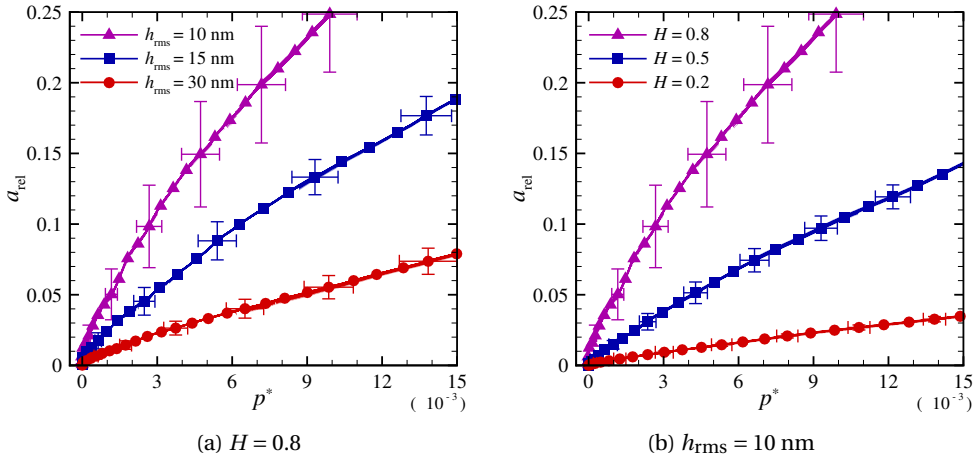 0.25
0.2
0.15
0.1
0.05
0
a_rel
h_rms = 10 nm
h_rms = 15 nm
h_rms = 30 nm
0 3 6 9 12 15
p* ( 10⁻³ )
(a) H = 0.8
0.25
0.2
0.15
0.1
0.05
0
a_rel
H = 0.8
H = 0.5
H = 0.2
0 3 6 9 12 15
p* ( 10⁻³ )
(b) h_rms = 10 nm